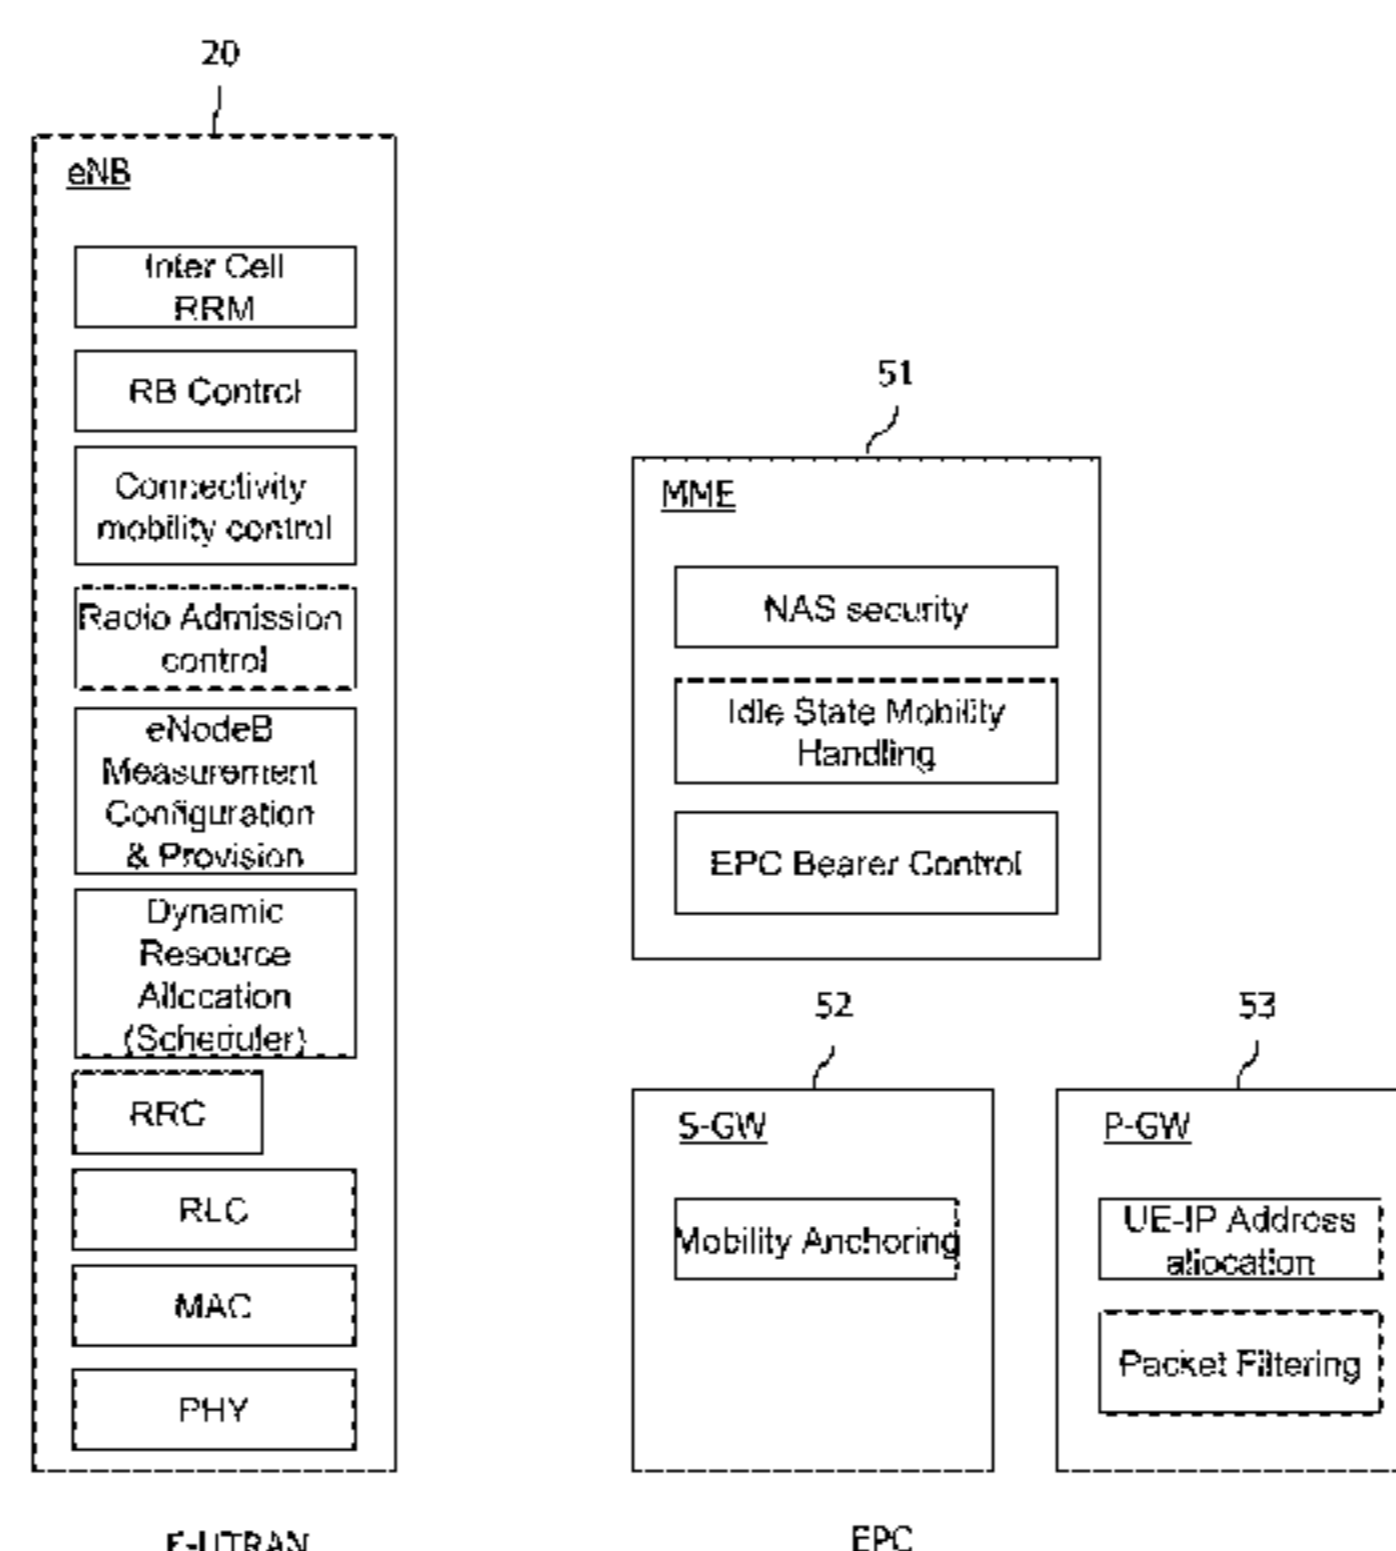 20
eNB
Inter Cell
RRM
RB Control
Connectivity
mobility control
Radio Admission
control
eNodeB
Measurement
Configuration
& Provision
Dynamic
Resource
Allocation
(Scheduler)
RRC
RLC
MAC
PHY
E-UTRAN
51
MME
NAS security
Idle State Mobility
Handling
EPC Bearer Control
52
S-GW
Mobility Anchoring
53
P-GW
UE-IP Address
allocation
Packet Filtering
EPC